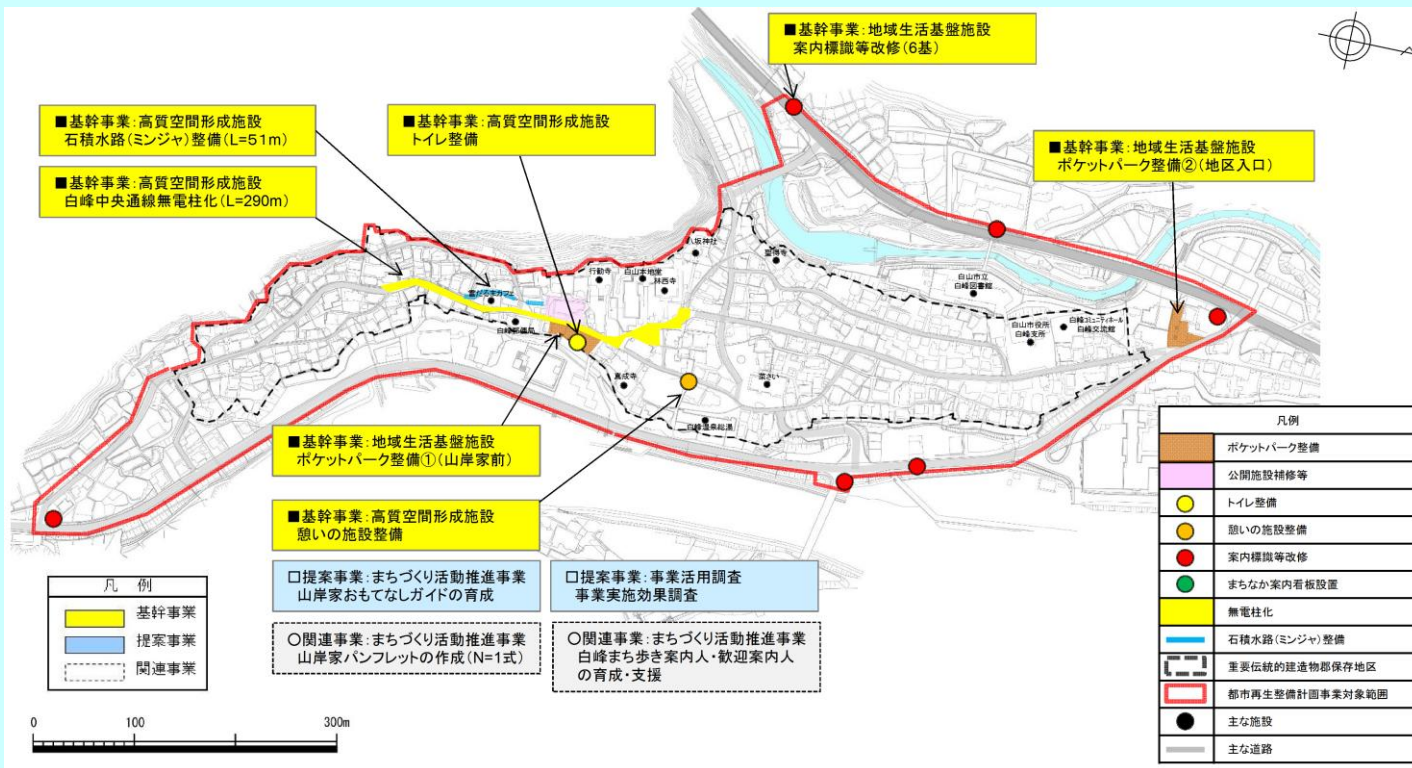 ■基幹事業：地域生活基盤施設
案内標識等改修（6基）
■基幹事業：高質空間形成施設
石積水路（ミンジャ）整備（L=51m）
■基幹事業：高質空間形成施設
トイレ整備
■基幹事業：地域生活基盤施設
ポケットパーク整備②（地区入口）
■基幹事業：高質空間形成施設
白峰中央通線無電柱化（L=290m）
八坂神社
行勧寺
白山本地堂
林西寺
白山市立
白峰図書館
雪だるまカフェ
白峰郵便局
白山市役所
白峰支所
白峰コミュニティホール
白峰交流館
真成寺
菜さい
白峰温泉総湯
■基幹事業：地域生活基盤施設
ポケットパーク整備①（山岸家前）
■基幹事業：高質空間形成施設
憩いの施設整備
□提案事業：まちづくり活動推進事業
山岸家おもてなしガイドの育成
□提案事業：事業活用調査
事業実施効果調査
○関連事業：まちづくり活動推進事業
山岸家パンフレットの作成（N=1式）
○関連事業：まちづくり活動推進事業
白峰まち歩き案内人・歓迎案内人
の育成・支援
凡 例
基幹事業
提案事業
関連事業
0 100 300m
凡例
ポケットパーク整備
公開施設補修等
トイレ整備
憩いの施設整備
案内標識等改修
まちなか案内看板設置
無電柱化
石積水路（ミンジャ）整備
重要伝統的建造物郡保存地区
都市再生整備計画事業対象範囲
主な施設
主な道路